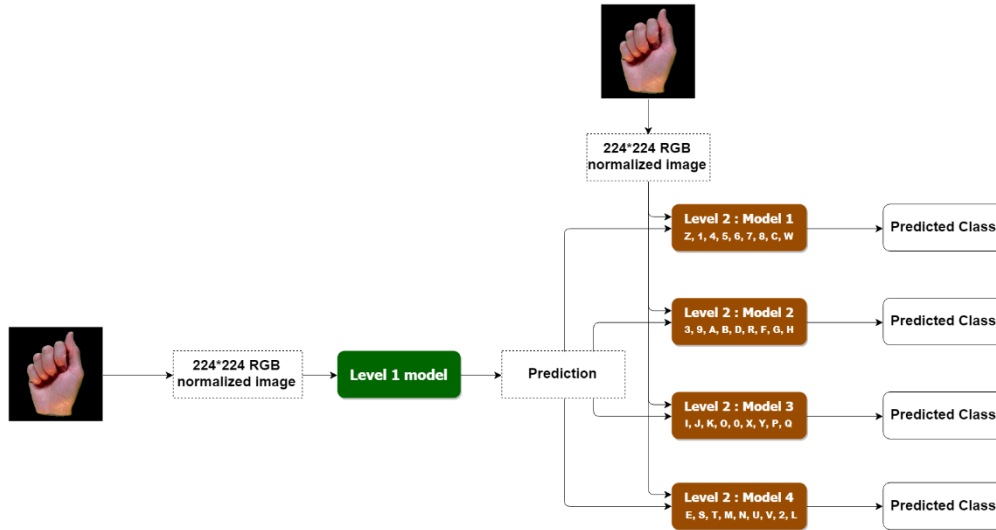 224*224 RGB
normalized image
Level 2 : Model 1
Z, 1, 4, 5, 6, 7, 8, C, W
Predicted Class
Level 2 : Model 2
3, 9, A, B, D, R, F, G, H
Predicted Class
224*224 RGB
normalized image
Level 1 model
Prediction
Level 2 : Model 3
I, J, K, O, 0, X, Y, P, Q
Predicted Class
Level 2 : Model 4
E, S, T, M, N, U, V, 2, L
Predicted Class